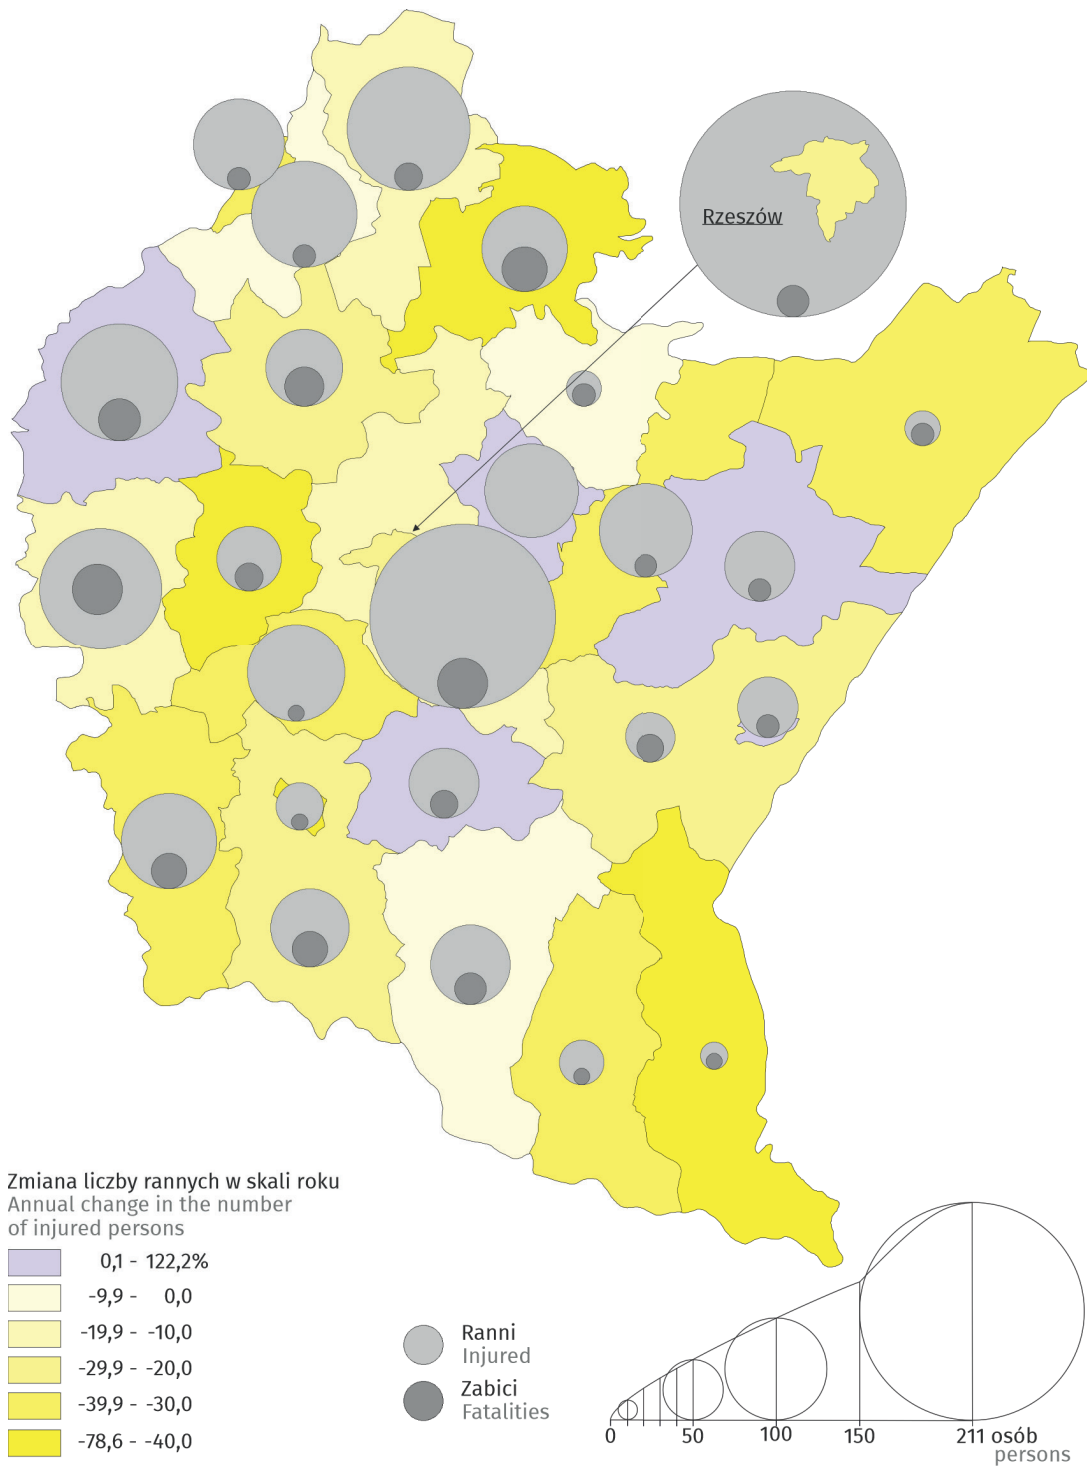 Rzeszów
Zmiana liczby rannych w skali roku
Annual change in the number
of injured persons
0,1 - 122,2%
-9,9 - 0,0
-19,9 - -10,0
-29,9 - -20,0
-39,9 - -30,0
-78,6 - -40,0
Ranni
Injured
Zabici
Fatalities
0 50 100 150 211 osób
persons